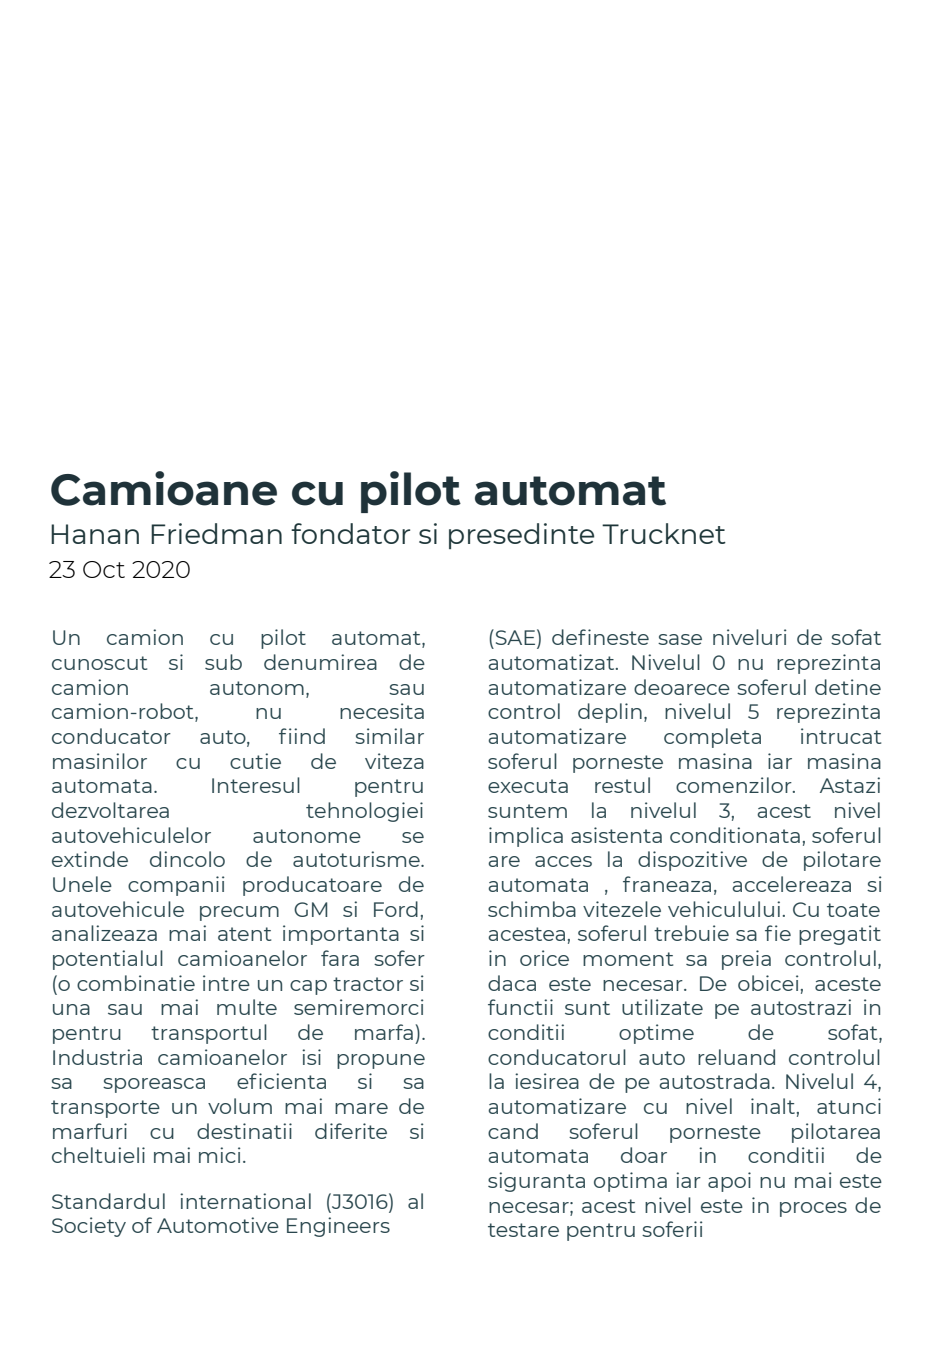 Camioane cu pilot automat
Hanan Friedman fondator si presedinte Trucknet
23 Oct 2020
Un camion cu pilot automat,
cunoscut si sub denumirea de
camion autonom, sau
camion-robot, nu necesita
conducator auto, fiind similar
masinilor cu cutie de viteza
automata. Interesul pentru
dezvoltarea tehnologiei
autovehiculelor autonome se
extinde dincolo de autoturisme.
Unele companii producatoare de
autovehicule precum GM si Ford,
analizeaza mai atent importanta si
potentialul camioanelor fara sofer
(o combinatie intre un cap tractor si
una sau mai multe semiremorci
pentru transportul de marfa).
Industria camioanelor isi propune
sa sporeasca eficienta si sa
transporte un volum mai mare de
marfuri cu destinatii diferite si
cheltuieli mai mici.
Standardul international (J3016) al
Society of Automotive Engineers
(SAE) defineste sase niveluri de sofat
automatizat. Nivelul 0 nu reprezinta
automatizare deoarece soferul detine
control deplin, nivelul 5 reprezinta
automatizare completa intrucat
soferul porneste masina iar masina
executa restul comenzilor. Astazi
suntem la nivelul 3, acest nivel
implica asistenta conditionata, soferul
are acces la dispozitive de pilotare
automata , franeaza, accelereaza si
schimba vitezele vehiculului. Cu toate
acestea, soferul trebuie sa fie pregatit
in orice moment sa preia controlul,
daca este necesar. De obicei, aceste
functii sunt utilizate pe autostrazi in
conditii optime de sofat,
conducatorul auto reluand controlul
la iesirea de pe autostrada. Nivelul 4,
automatizare cu nivel inalt, atunci
cand soferul porneste pilotarea
automata doar in conditii de
siguranta optima iar apoi nu mai este
necesar; acest nivel este in proces de
testare pentru soferii